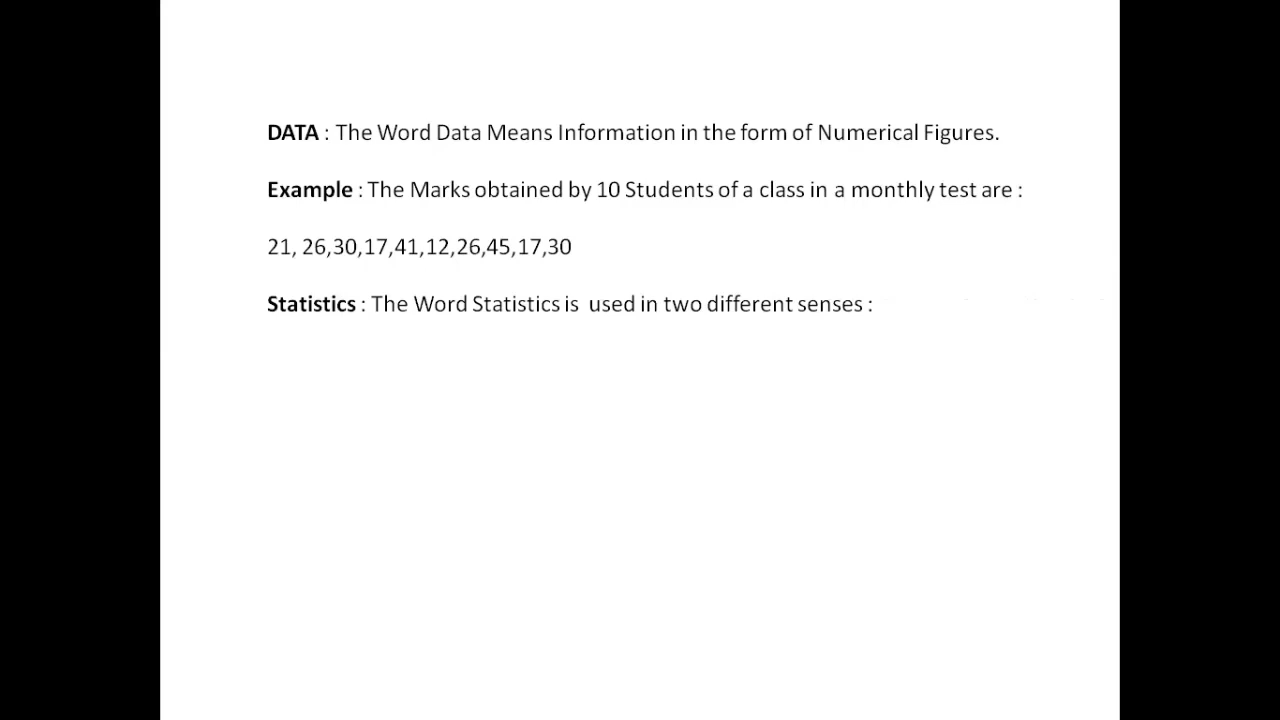 DATA : The Word Data Means Information in the form of Numerical Figures.
Example : The Marks obtained by 10 Students of a class in a monthly test are :
21, 26,30,17,41,12,26,45,17,30
Statistics : The Word Statistics is used in two different senses :